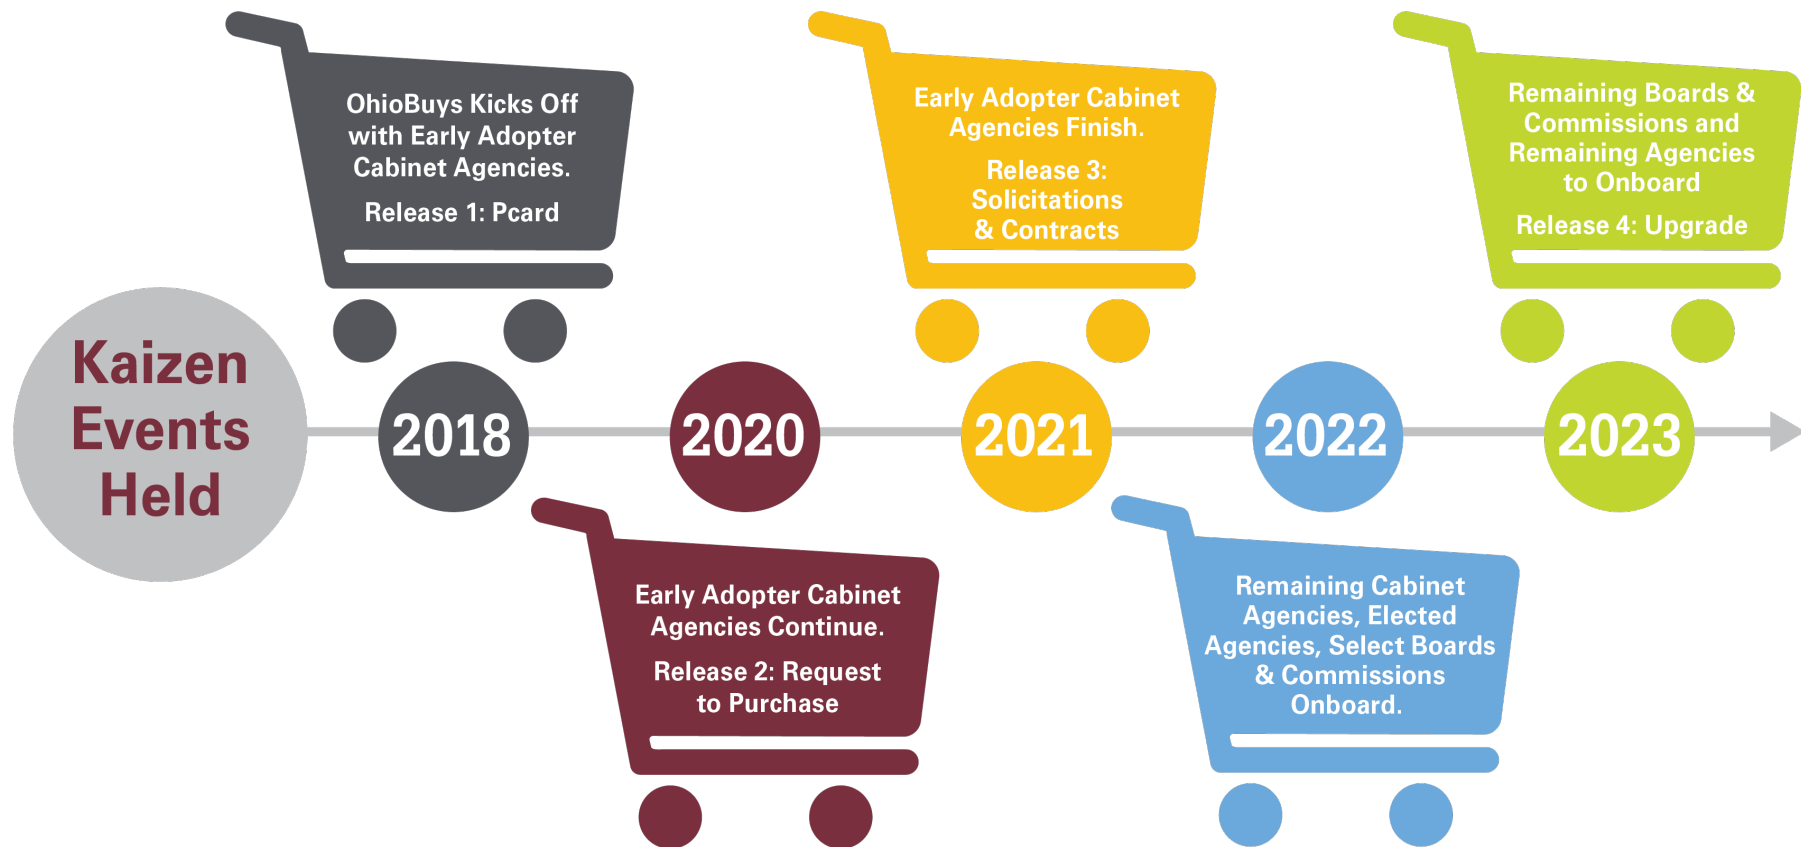 Kaizen
Events
Held
OhioBuys Kicks Off
with Early Adopter
Cabinet Agencies.
Release 1: Pcard
2018
2020
Early Adopter Cabinet
Agencies Continue.
Release 2: Request
to Purchase
Early Adopter Cabinet
Agencies Finish.
Release 3:
Solicitations
& Contracts
2021
2022
Remaining Cabinet
Agencies, Elected
Agencies, Select Boards
& Commissions
Onboard.
Remaining Boards &
Commissions and
Remaining Agencies
to Onboard
Release 4: Upgrade
2023